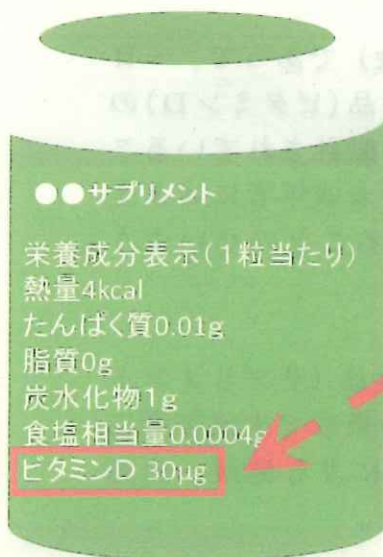 ●●サプリメント
栄養成分表示(1粒当たり)
熱量4kcal
たんぱく質0.01g
脂質0g
炭水化物1g
食塩相当量0.0004g
ビタミンD 30μg